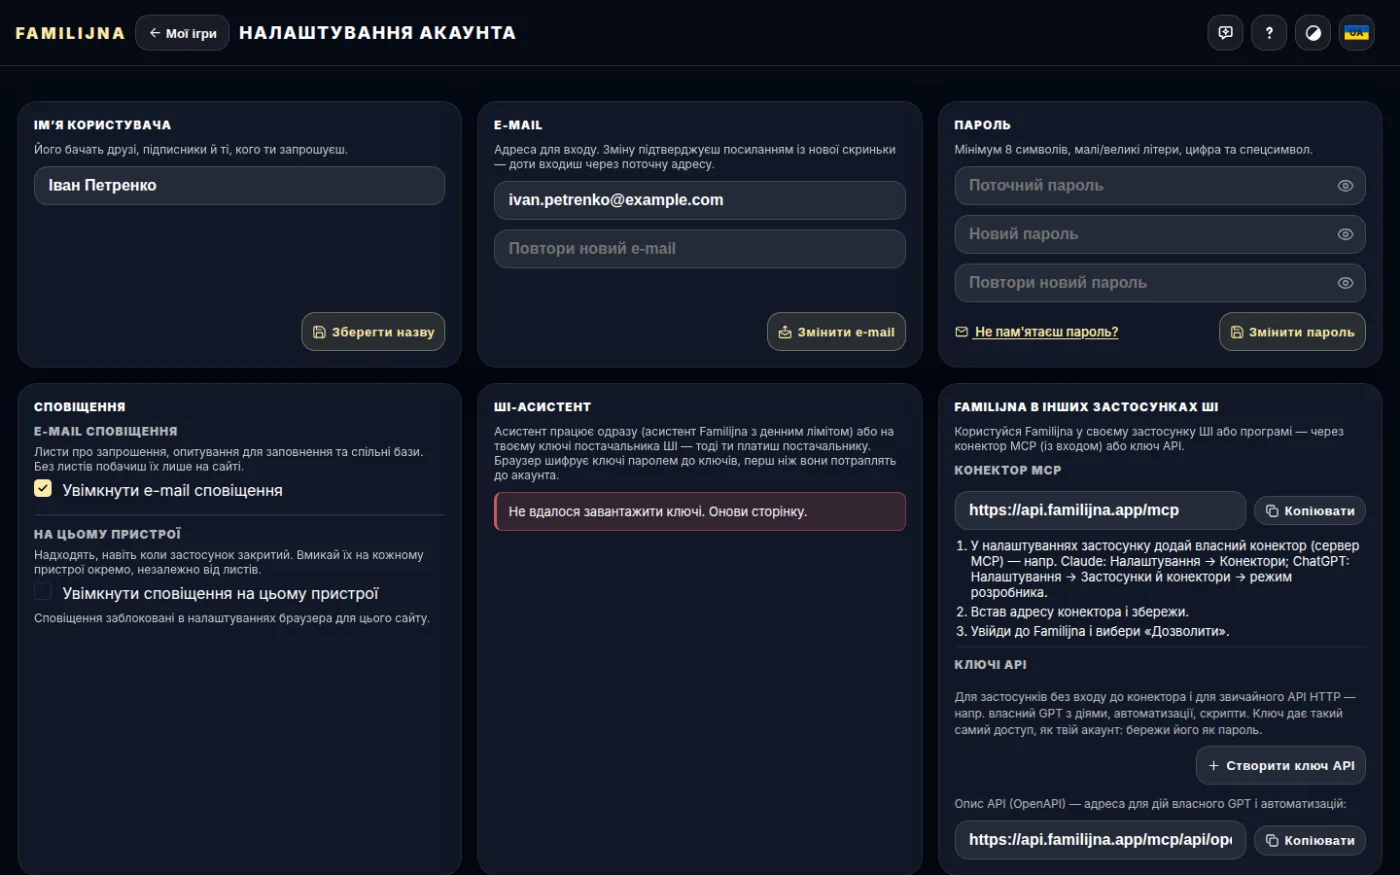 FAMILIJNA
← Мої ігри
НАЛАШТУВАННЯ АКАУНТА
?
UA
ІМ'Я КОРИСТУВАЧА
Його бачать друзі, підписники й ті, кого ти запрошуєш.
Іван Петренко
Зберегти назву
E-MAIL
Адреса для входу. Зміну підтверджуєш посиланням із нової скриньки
— доти входиш через поточну адресу.
ivan.petrenko@example.com
Повтори новий e-mail
Змінити e-mail
ПАРОЛЬ
Мінімум 8 символів, малі/великі літери, цифра та спецсимвол.
Поточний пароль
Новий пароль
Повтори новий пароль
Не пам'ятаєш пароль?
Змінити пароль
СПОВІЩЕННЯ
E-MAIL СПОВІЩЕННЯ
Листи про запрошення, опитування для заповнення та спільні бази.
Без листів побачиш їх лише на сайті.
Увімкнути e-mail сповіщення
НА ЦЬОМУ ПРИСТРОЇ
Надходять, навіть коли застосунок закритий. Вмикай їх на кожному
пристрої окремо, незалежно від листів.
Увімкнути сповіщення на цьому пристрої
Сповіщення заблоковані в налаштуваннях браузера для цього сайту.
ШІ-АСИСТЕНТ
Асистент працює одразу (асистент Familijna з денним лімітом) або на
твоєму ключі постачальника ШІ — тоді ти платиш постачальнику.
Браузер шифрує ключі паролем до ключів, перш ніж вони потраплять
до акаунта.
Не вдалося завантажити ключі. Онови сторінку.
FAMILIJNA В ІНШИХ ЗАСТОСУНКАХ ШІ
Користуйся Familijna у своєму застосунку ШІ або програмі — через
конектор MCP (із входом) або ключ API.
КОНЕКТОР MCP
https://api.familijna.app/mcp
Копіювати
1. У налаштуваннях застосунку додай власний конектор (сервер
MCP) — напр. Claude: Налаштування → Конектори; ChatGPT:
Налаштування → Застосунки й конектори → режим
розробника.
2. Встав адресу конектора і збережи.
3. Увійди до Familijna і вибери «Дозволити».
КЛЮЧІ API
Для застосунків без входу до конектора і для звичайного API HTTP —
напр. власний GPT з діями, автоматизації, скрипти. Ключ дає такий
самий доступ, як твій акаунт: бережи його як пароль.
+ Створити ключ API
Опис API (OpenAPI) — адреса для дій власного GPT і автоматизацій:
https://api.familijna.app/mcp/api/ope
Копіювати